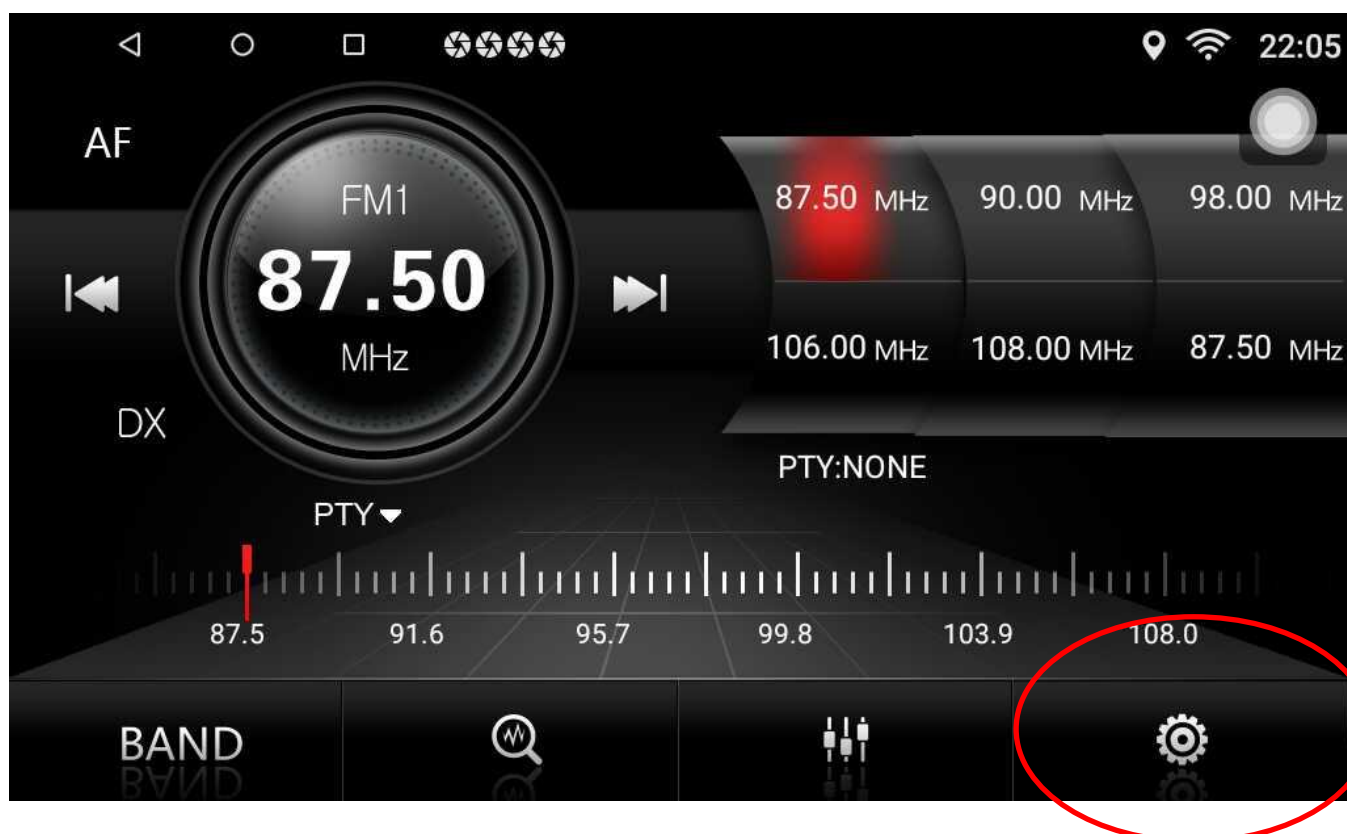 22:05
AF
FM1
87.50
MHz
DX
PTY
87.50 MHz 90.00 MHz 98.00 MHz
106.00 MHz 108.00 MHz 87.50 MHz
PTY:NONE
87.5 91.6 95.7 99.8 103.9 108.0
BAND